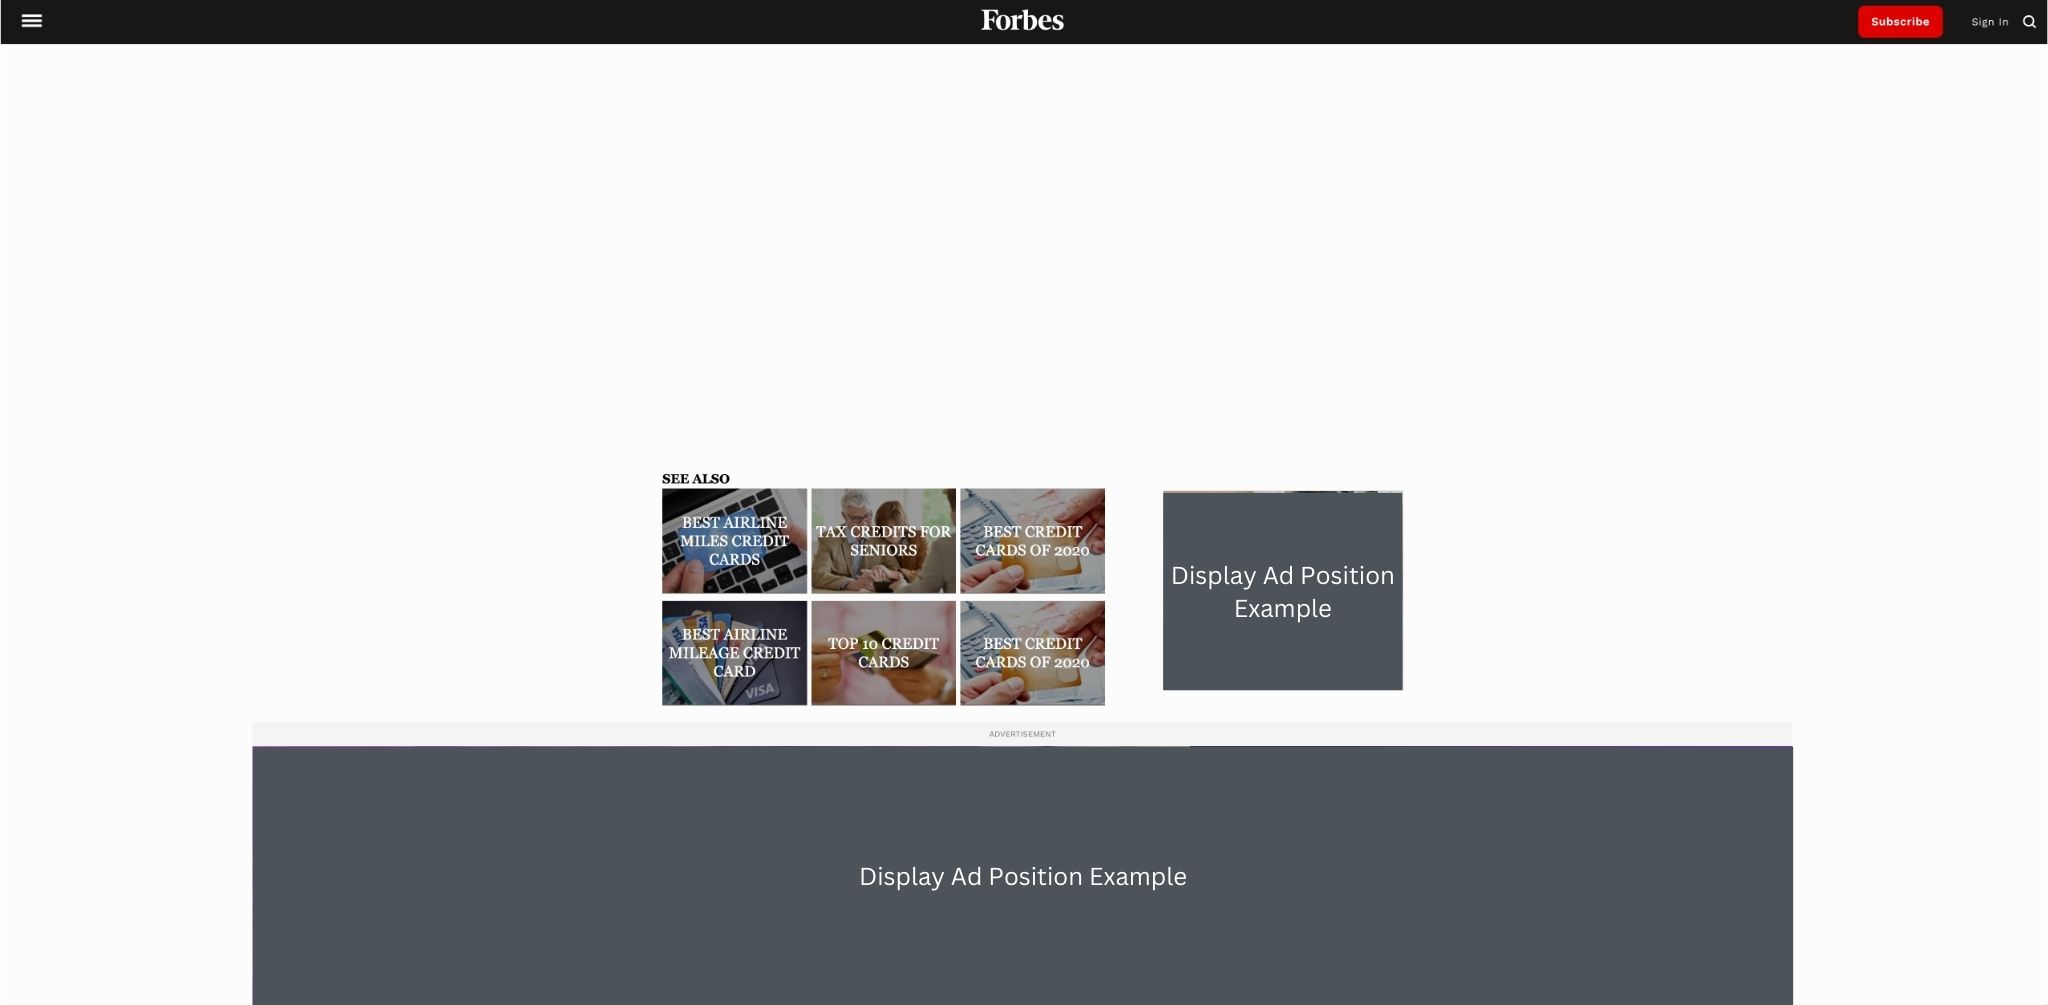 Forbes
Subscribe
Sign In
SEE ALSO
BEST AIRLINE
MILES CREDIT
CARDS
TAX CREDITS FOR
SENIORS
BEST CREDIT
CARDS OF 2020
BEST AIRLINE
MILEAGE CREDIT
CARD
VISA
TOP 10 CREDIT
CARDS
BEST CREDIT
CARDS OF 2020
Display Ad Position
Example
ADVERTISEMENT
Display Ad Position Example